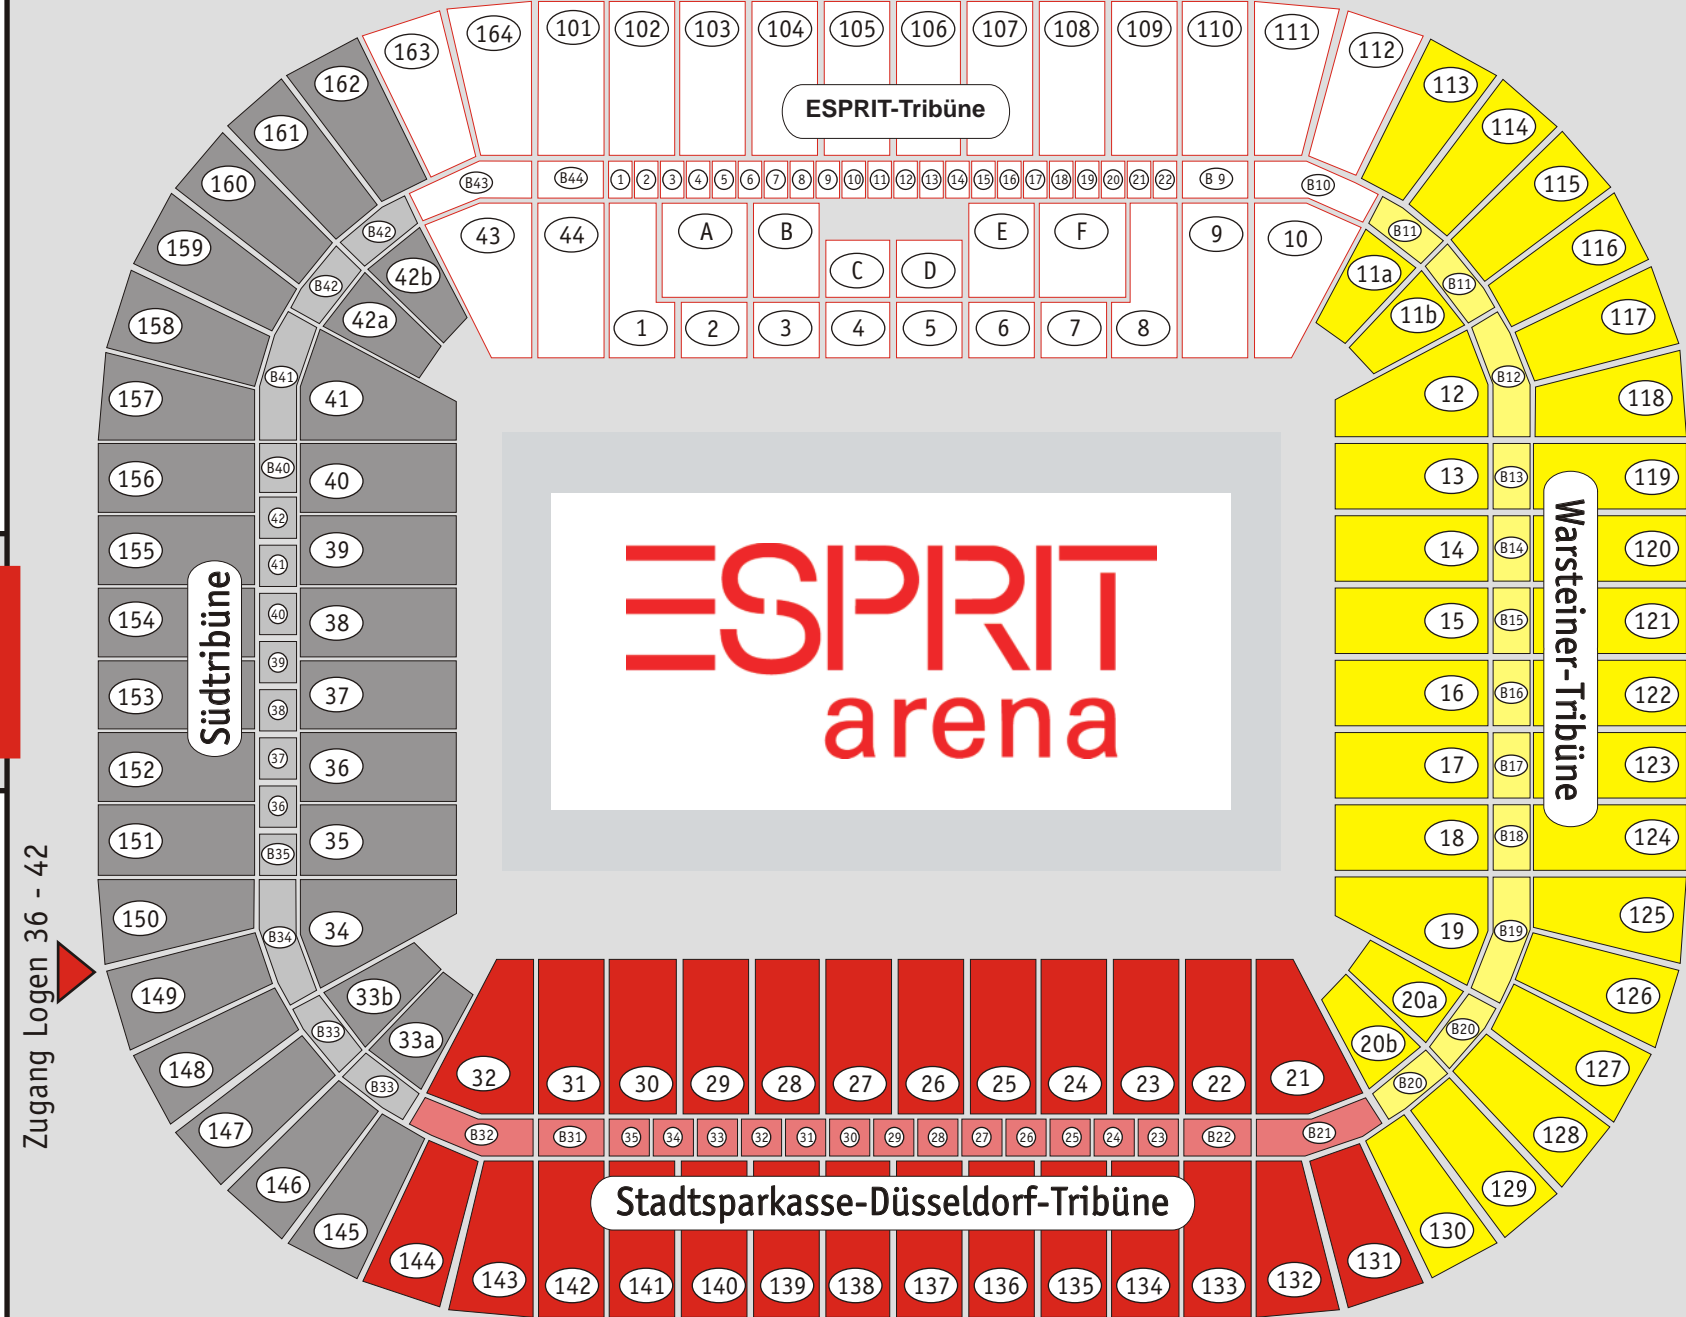 163 164 101 102 103 104 105 106 107 108 109 110 111 112
ESPRIT-Tribüne
B43 B44 1 2 3 4 5 6 7 8 9 10 11 12 13 14 15 16 17 18 19 20 21 22 B 9 B10
43 44 A B C D E F 9 10
1 2 3 4 5 6 7 8
162
161
160
159
158
157
156
155
154
153
152
151
150
149
148
147
146
145
Südtribüne
B42
B42
B41
B40
42
41
40
39
38
37
36
B35
B34
B33
B33
42b
42a
41
40
39
38
37
36
35
34
33b
33a
ESPRIT
arena
113
114
115
116
117
118
119
120
121
122
123
124
125
126
127
128
129
130
Warsteiner-Tribüne
B11
B11
B12
B13
B14
B15
B16
B17
B18
B19
B20
B20
11a
11b
12
13
14
15
16
17
18
19
20a
20b
32 31 30 29 28 27 26 25 24 23 22 21
B32 B31 35 34 33 32 31 30 29 28 27 26 25 24 23 B22 B21
Stadtsparkasse-Düsseldorf-Tribüne
144 143 142 141 140 139 138 137 136 135 134 133 132 131
Zugang Logen 36 - 42